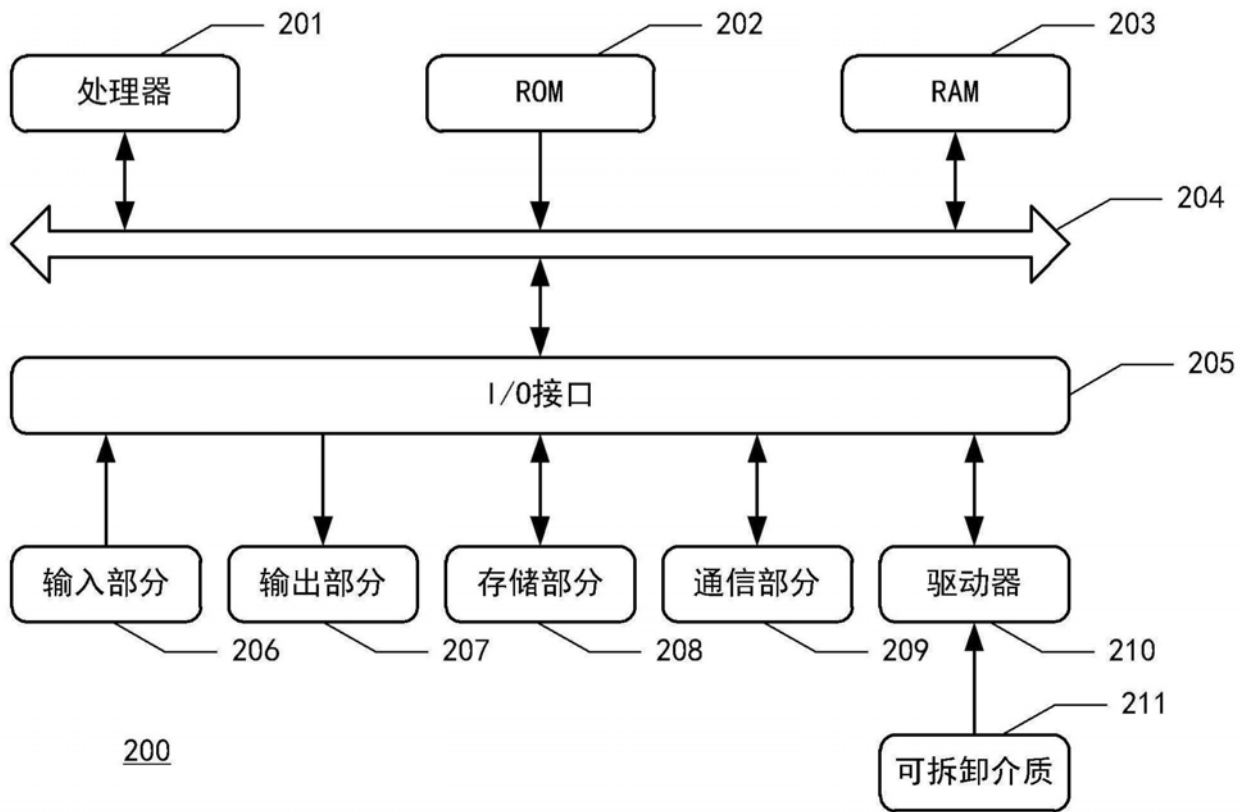 201
202
203
处理器
ROM
RAM
204
205
I/O接口
输入部分
输出部分
存储部分
通信部分
驱动器
206
207
208
209
210
211
200
可拆卸介质